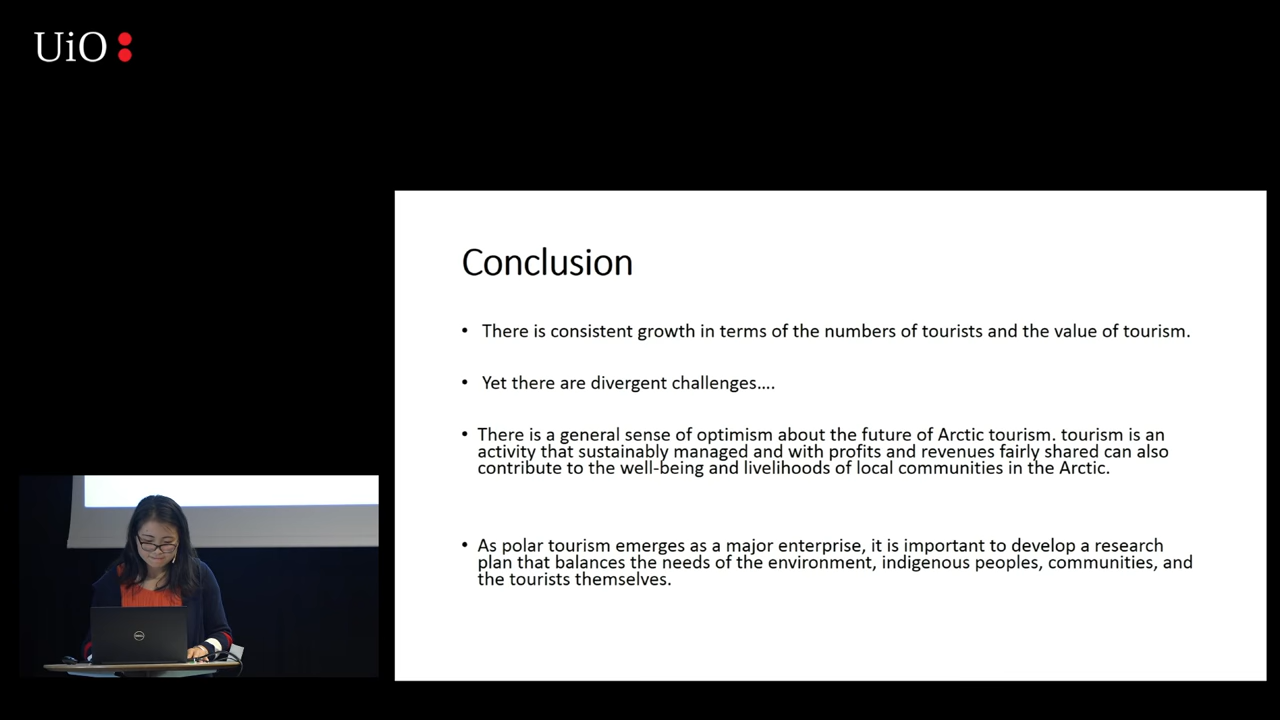 UiO
Conclusion
• There is consistent growth in terms of the numbers of tourists and the value of tourism.
• Yet there are divergent challenges....
• There is a general sense of optimism about the future of Arctic tourism. tourism is an
activity that sustainably managed and with profits and revenues fairly shared can also
contribute to the well-being and livelihoods of local communities in the Arctic.
• As polar tourism emerges as a major enterprise, it is important to develop a research
plan that balances the needs of the environment, indigenous peoples, communities, and
the tourists themselves.
DELL